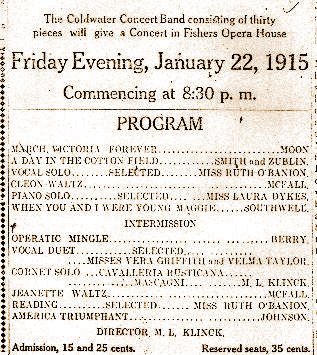 The Coldwater Concert Band consisting of thirty
pieces will give a Concert in Fishers Opera House
Friday Evening, January 22, 1915
Commencing at 8:30 p. m.
PROGRAM
MARCH, VICTORIA FOREVER...MOON
A DAY IN THE COTTON FIELD...SMITH and ZUBLIN,
VOCAL SOLO...SELECTED...MISS RUTH O'BANION,
CLEON WALTZ...McFALL,
PIANO SOLO...SELECTED...MISS LAURA DYKES,
WHEN YOU AND I WERE YOUNG MAGGIE...SOUTHWELL,
INTERMISSION
OPERATIC MINGLE...BERRY,
VOCAL DUET...SELECTED...
...MISSES VERA GRIFFITH and VELMA TAYLOR,
CORNET SOLO...CAVALLERIA RUSTICANA...
...MASCAGNI...M. L. KLINCK,
JEANETTE WALTZ...McFALL,
READING...SELECTED...MISS RUTH O'BANION,
AMERICA TRIUMPHANT...JOHNSON,
DIRECTOR, M. L. KLINCK,
Admission, 15 and 25 cents. Reserved seats, 35 cents.